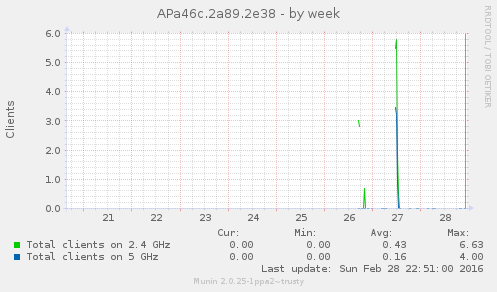 APa46c.2a89.2e38 - by week
RRDTOOL / TOBI OETIKER
Clients
6.0
5.0
4.0
3.0
2.0
1.0
0.0
21 22 23 24 25 26 27 28
Cur: Min: Avg: Max:
Total clients on 2.4 GHz 0.00 0.00 0.43 6.63
Total clients on 5 GHz 0.00 0.00 0.16 4.00
Last update: Sun Feb 28 22:51:00 2016
Munin 2.0.25-1ppa2~trusty